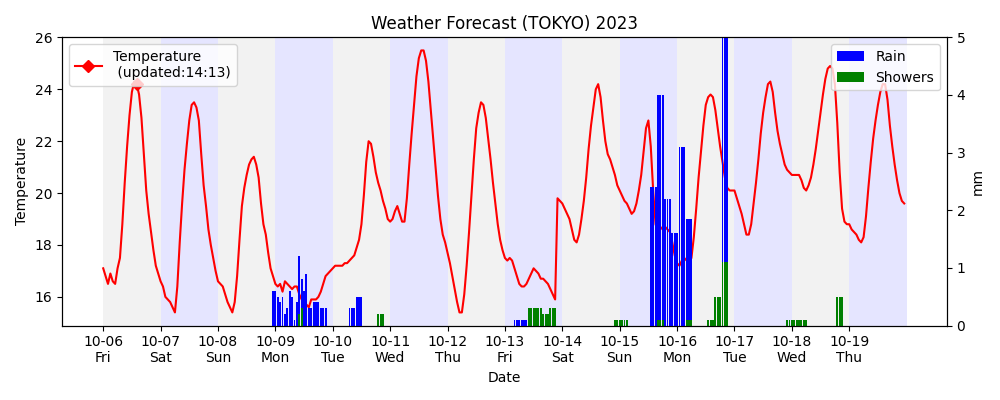 Weather Forecast (TOKYO) 2023
Temperature
(updated:14:13)
Rain
Showers
Temperature
26
24
22
20
18
16
5
4
3
2
1
0
mm
10-06 10-07 10-08 10-09 10-10 10-11 10-12 10-13 10-14 10-15 10-16 10-17 10-18 10-19
Fri Sat Sun Mon Tue Wed Thu Fri Sat Sun Mon Tue Wed Thu
Date